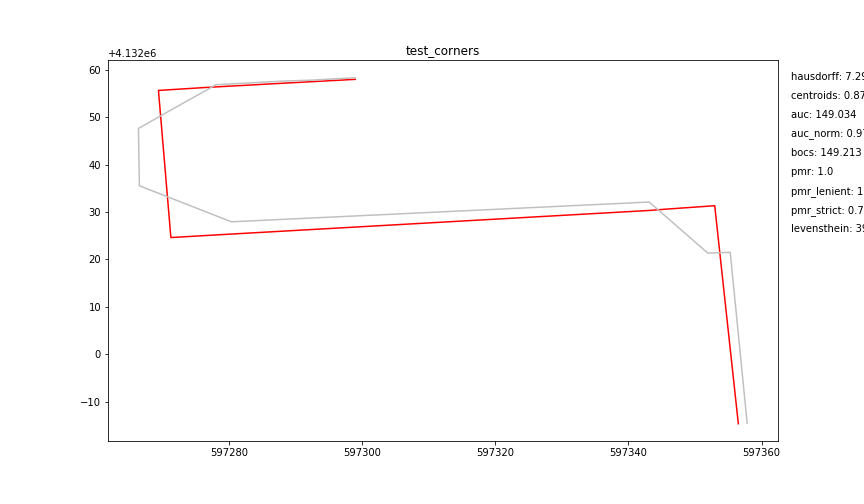 test_corners
+4.132e6
60
50
40
30
20
10
0
−10
597280 597300 597320 597340 597360
hausdorff: 7.29
centroids: 0.87
auc: 149.034
auc_norm: 0.97
bocs: 149.213
pmr: 1.0
pmr_lenient: 1
pmr_strict: 0.7
levensthein: 39